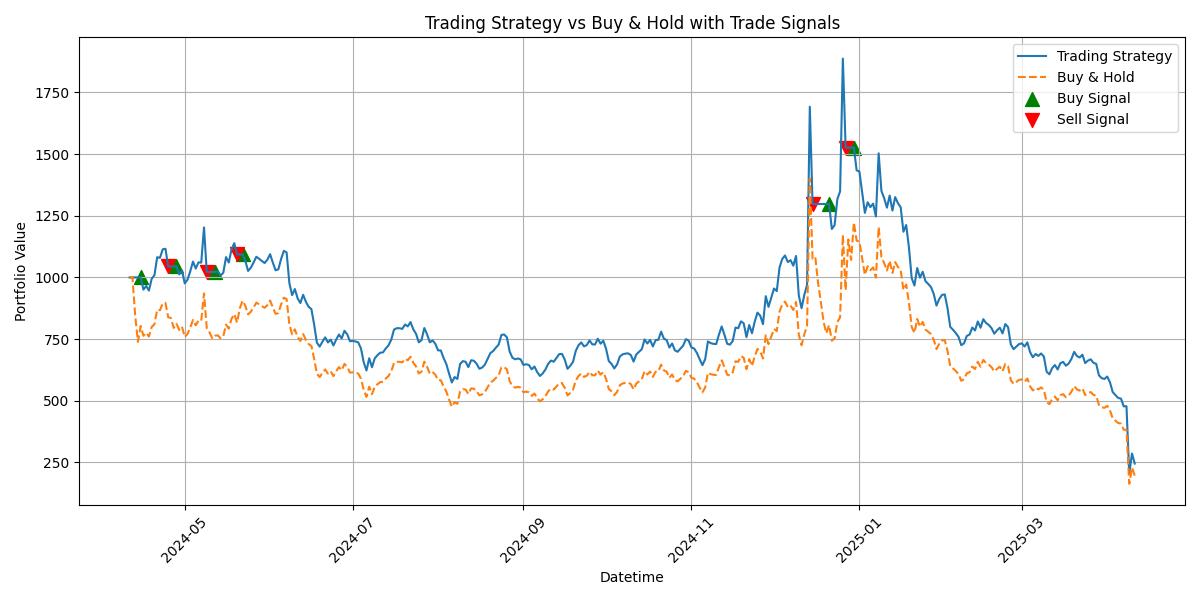 Trading Strategy vs Buy & Hold with Trade Signals
Trading Strategy
Buy & Hold
Buy Signal
Sell Signal
Portfolio Value
1750
1500
1250
1000
750
500
250
2024-05
2024-07
2024-09
2024-11
2025-01
2025-03
Datetime